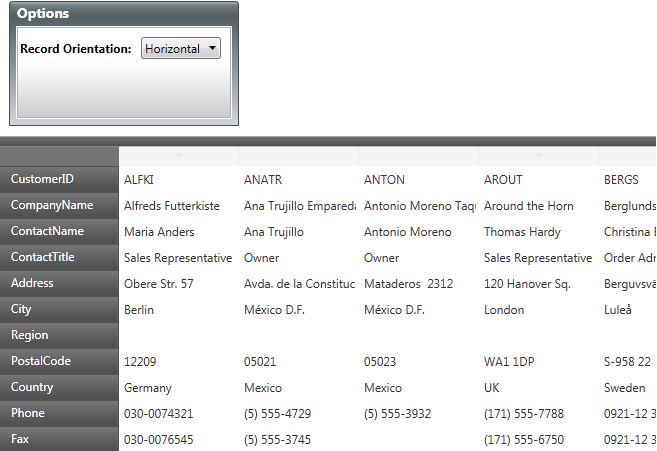 Options
Record Orientation: Horizontal
CustomerID ALFKI ANATR ANTON AROUT BERGS
CompanyName Alfreds Futterkiste Ana Trujillo Empareda Antonio Moreno Taqu Around the Horn Berglunds
ContactName Maria Anders Ana Trujillo Antonio Moreno Thomas Hardy Christina
ContactTitle Sales Representative Owner Owner Sales Representative Order Adm
Address Obere Str. 57 Avda. de la Constituc Mataderos 2312 120 Hanover Sq. Berguvsvä
City Berlin México D.F. México D.F. London Luleå
Region
PostalCode 12209 05021 05023 WA1 1DP S-958 22
Country Germany Mexico Mexico UK Sweden
Phone 030-0074321 (5) 555-4729 (5) 555-3932 (171) 555-7788 0921-12 3
Fax 030-0076545 (5) 555-3745 (171) 555-6750 0921-12 3